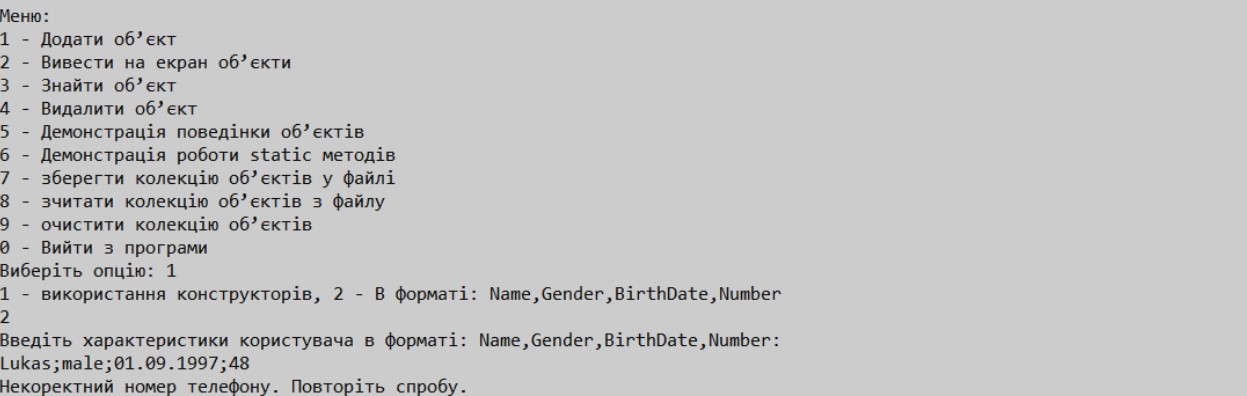 Меню:
1 - Додати об’єкт
2 - Вивести на екран об’єкти
3 - Знайти об’єкт
4 - Видалити об’єкт
5 - Демонстрація поведінки об’єктів
6 - Демонстрація роботи static методів
7 - зберегти колекцію об’єктів у файлі
8 - зчитати колекцію об’єктів з файлу
9 - очистити колекцію об’єктів
0 - Вийти з програми
Виберіть опцію: 1
1 - використання конструкторів, 2 - В форматі: Name,Gender,BirthDate,Number
2
Введіть характеристики користувача в форматі: Name,Gender,BirthDate,Number:
Lukas;male;01.09.1997;48
Некоректний номер телефону. Повторіть спробу.